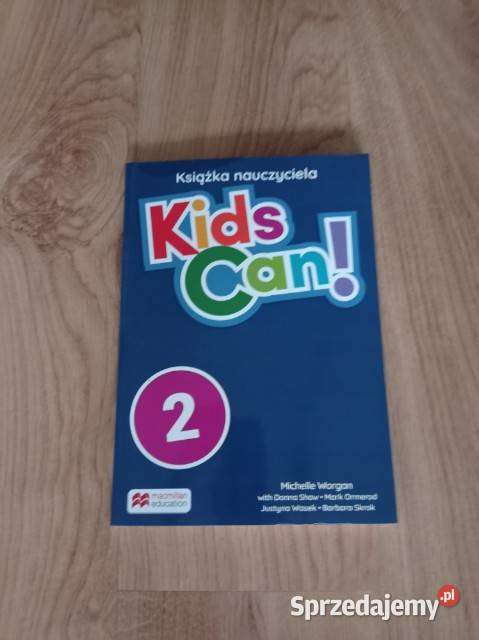 Książka nauczyciela
Kids
Can!
2
Michelle Worgan
with Donna Shaw • Mark Ormerod
Justyna Wasek • Barbara Skrok
macmillan
education
Sprzedajemy.pl